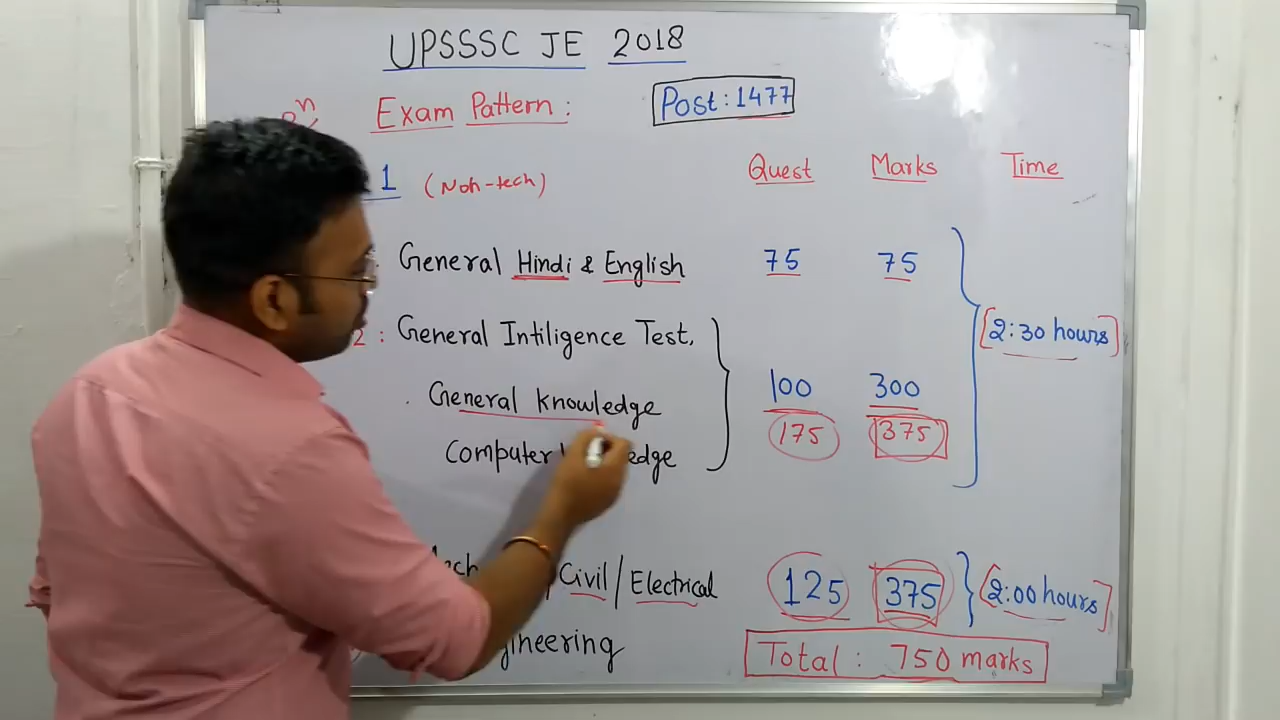 UPSSSC JE 2018
Exam Pattern : Post : 1477
1 (Non-tech) Quest Marks Time
General Hindi & English 75 75
2 : General Intiligence Test, [2:30 hours]
General knowledge 100 300
175 375
Computer
Civil / Electrical 125 375 [2:00 hours]
Total : 750 marks